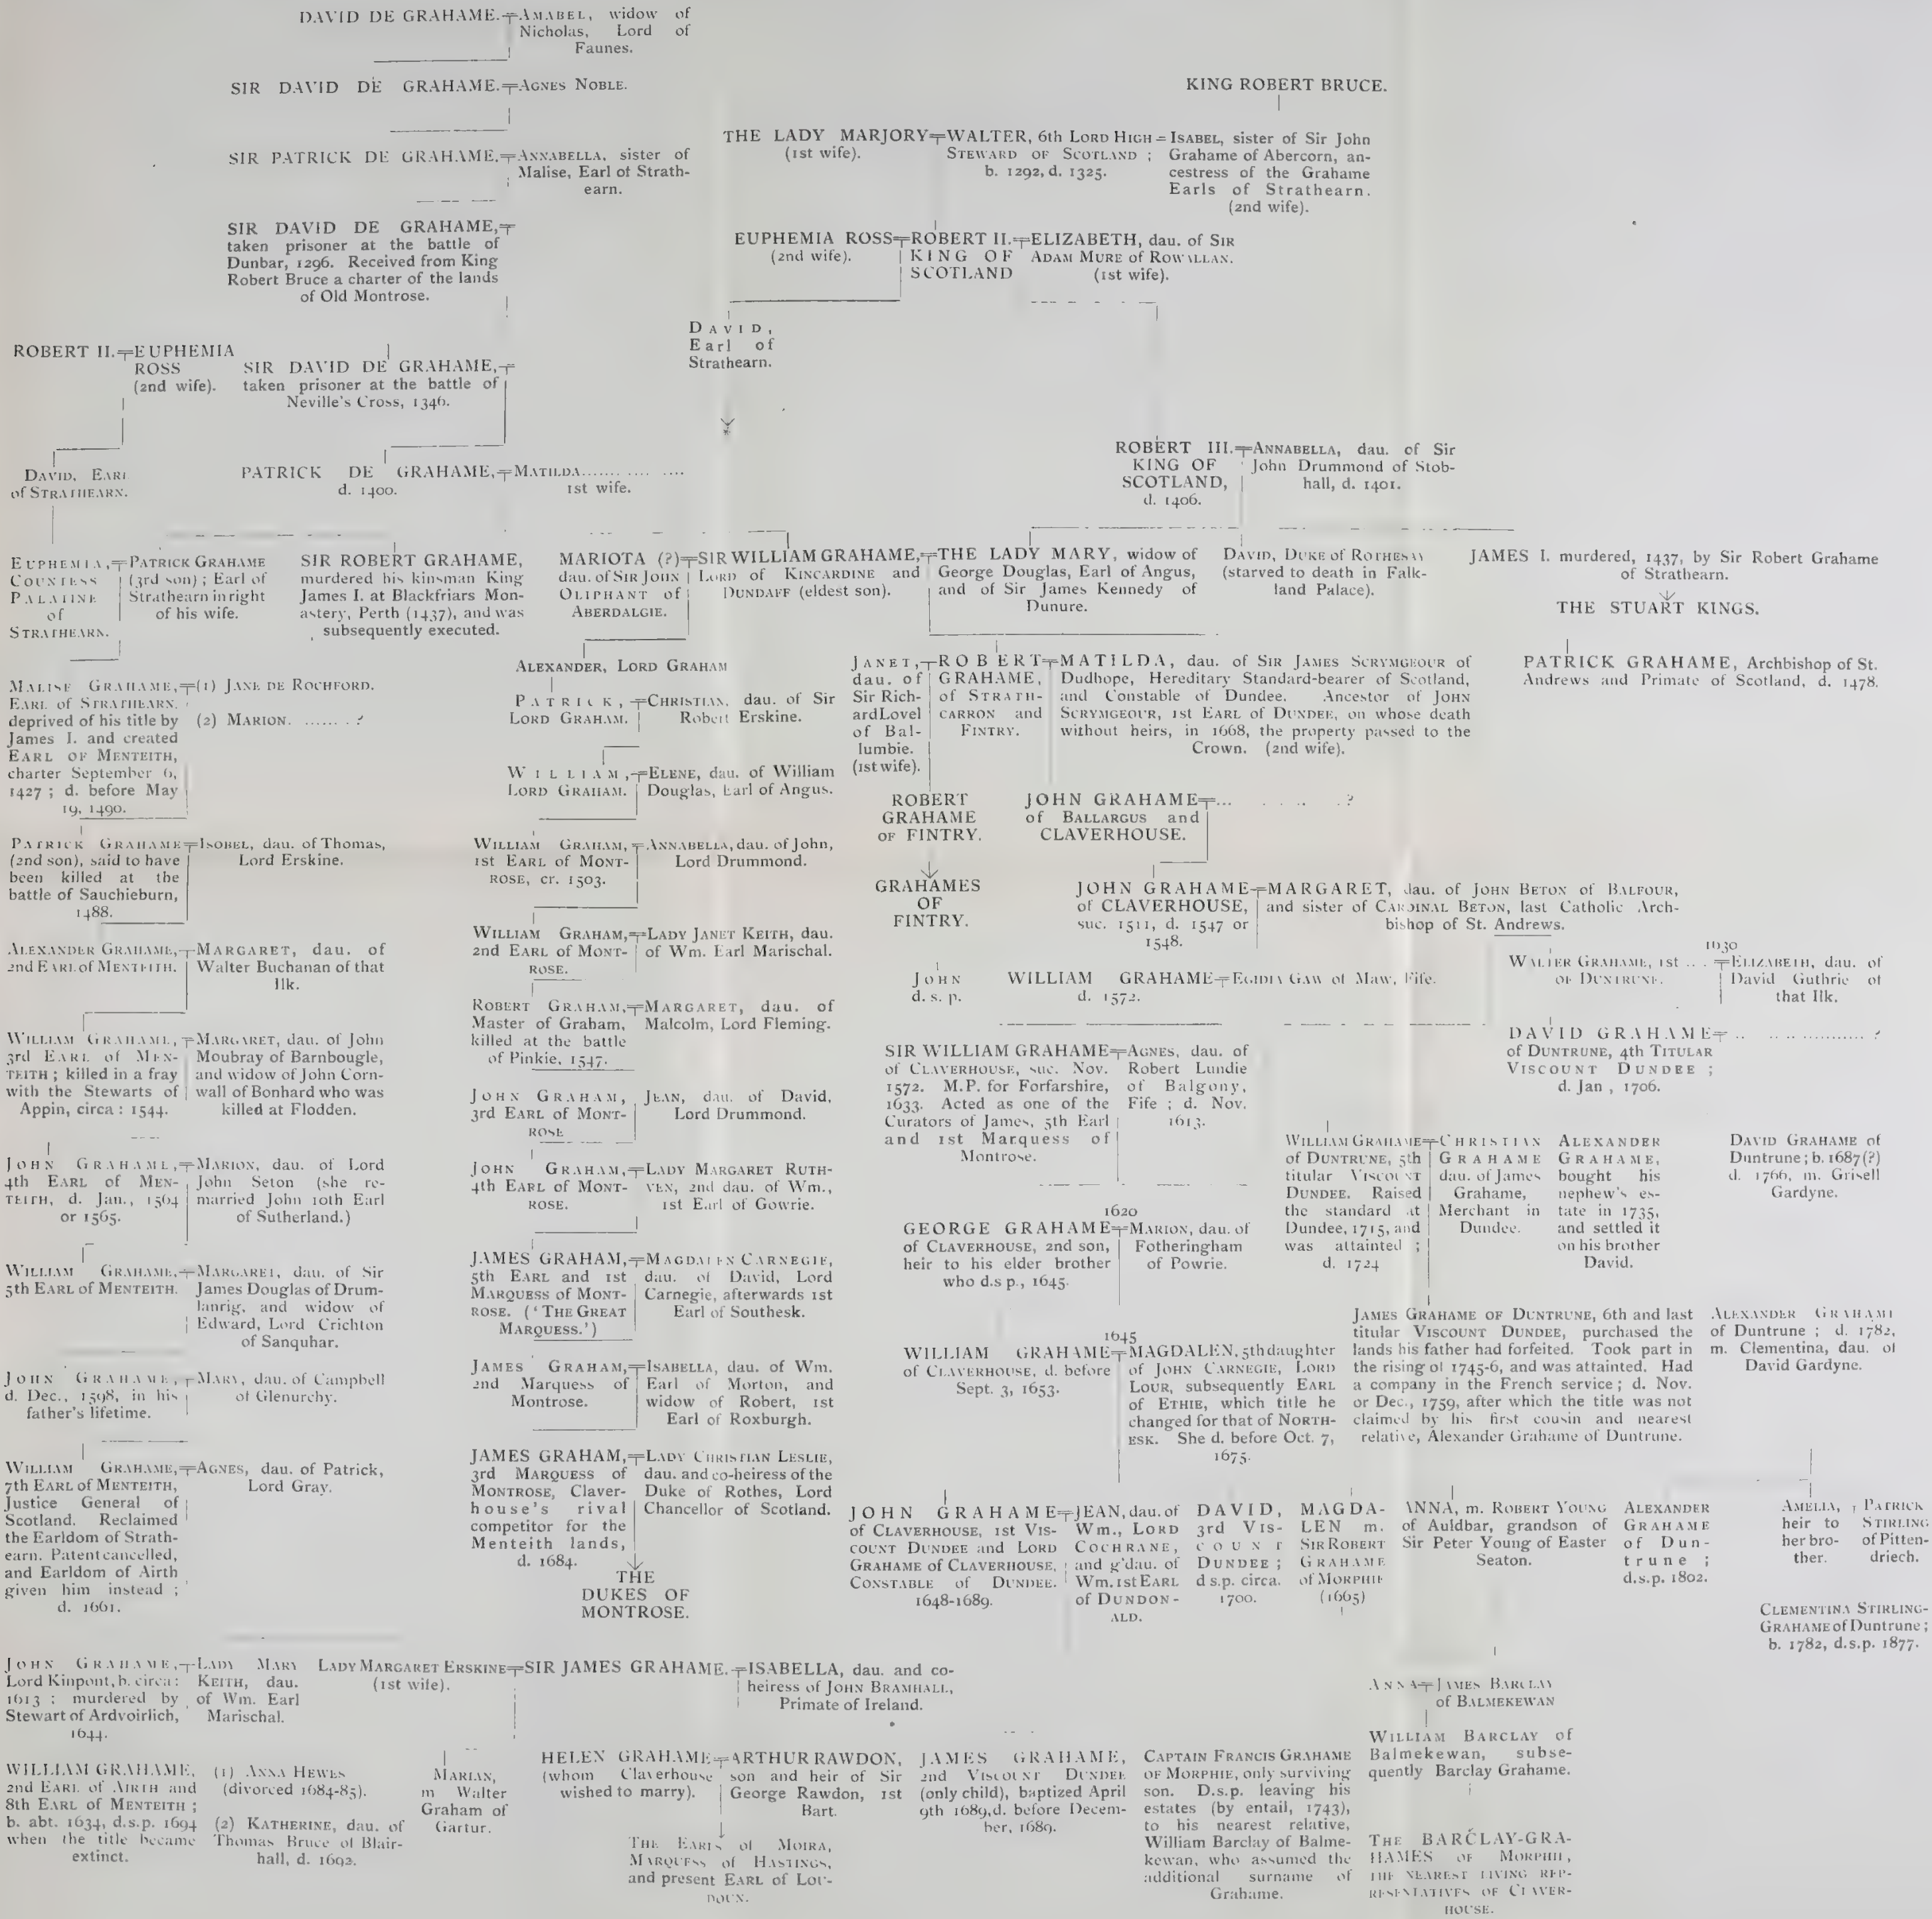 DAVID DE GRAHAME.=AMABEL, widow of
Nicholas, Lord of
Faunes.
SIR DAVID DE GRAHAME.=AGNES NOBLE.
KING ROBERT BRUCE.
THE LADY MARJORY=WALTER, 6th LORD HIGH=ISABEL, sister of Sir John
(1st wife). STEWARD OF SCOTLAND ; Grahame of Abercorn, an-
b. 1292, d. 1325. cestress of the Grahame
Earls of Strathearn.
(2nd wife).
SIR PATRICK DE GRAHAME.=ANNABELLA, sister of
Malise, Earl of Strath-
earn.
SIR DAVID DE GRAHAME,=
taken prisoner at the battle of
Dunbar, 1296. Received from King
Robert Bruce a charter of the lands
of Old Montrose.
EUPHEMIA ROSS=ROBERT II.=ELIZABETH, dau. of SIR
(2nd wife). KING OF ADAM MURE of ROWALLAN.
SCOTLAND (1st wife).
DAVID,
Earl of
Strathearn.
ROBERT II.=EUPHEMIA
ROSS
(2nd wife).
SIR DAVID DE GRAHAME,=
taken prisoner at the battle of
Neville's Cross, 1346.
DAVID, EARL
of STRATHEARN.
PATRICK DE GRAHAME,=MATILDA...... .... ....
d. 1400. 1st wife.
ROBERT III.=ANNABELLA, dau. of Sir
KING OF John Drummond of Stob-
SCOTLAND, hall, d. 1401.
d. 1406.
EUPHEMIA,=PATRICK GRAHAME
COUNTESS (3rd son) ; Earl of
PALATINE Strathearn in right
of of his wife.
STRATHEARN.
SIR ROBERT GRAHAME,
murdered his kinsman King
James I. at Blackfriars Mon-
astery, Perth (1437), and was
subsequently executed.
MARIOTA (?)=SIR WILLIAM GRAHAME,=THE LADY MARY, widow of
dau. of SIR JOHN LORD of KINCARDINE and George Douglas, Earl of Angus,
OLIPHANT of DUNDAFF (eldest son). and of Sir James Kennedy of
ABERDALGIE. Dunure.
DAVID, DUKE of ROTHESAY
(starved to death in Falk-
land Palace).
JAMES I. murdered, 1437, by Sir Robert Grahame
of Strathearn.
THE STUART KINGS.
MALISE GRAHAME,=(1) JANE DE ROCHFORD.
EARL OF STRATHEARN,
deprived of his title by (2) MARION. ...... . ?
James I. and created
EARL OF MENTEITH,
charter September 6,
1427 ; d. before May
19, 1490.
ALEXANDER, LORD GRAHAM
PATRICK,=CHRISTIAN, dau. of Sir
LORD GRAHAM. Robert Erskine.
WILLIAM,=ELENE, dau. of William
LORD GRAHAM. Douglas, Earl of Angus.
JANET,=ROBERT=MATILDA, dau. of SIR JAMES SCRYMGEOUR of
dau. of GRAHAME, Dudhope, Hereditary Standard-bearer of Scotland,
Sir Rich- of STRATH- and Constable of Dundee. Ancestor of JOHN
ard Lovel CARRON and SCRYMGEOUR, 1ST EARL OF DUNDEE, on whose death
of Bal- FINTRY. without heirs, in 1668, the property passed to the
lumbie. Crown. (2nd wife).
(1st wife).
PATRICK GRAHAME, Archbishop of St.
Andrews and Primate of Scotland, d. 1478.
ROBERT
GRAHAME
OF FINTRY.
GRAHAMES
OF
FINTRY.
JOHN GRAHAME=... . ... . . ?
of BALLARGUS and
CLAVERHOUSE.
PATRICK GRAHAME=ISOBEL, dau. of Thomas,
(2nd son), said to have Lord Erskine.
been killed at the
battle of Sauchieburn,
1488.
WILLIAM GRAHAM,=ANNABELLA, dau. of John,
1st EARL OF MONT- Lord Drummond.
ROSE, cr. 1503.
JOHN GRAHAME=MARGARET, dau. of JOHN BETON of BALFOUR,
of CLAVERHOUSE, and sister of CARDINAL BETON, last Catholic Arch-
suc. 1511, d. 1547 or bishop of St. Andrews.
1548.
ALEXANDER GRAHAME,=MARGARET, dau. of
2nd EARL of MENTEITH. Walter Buchanan of that
Ilk.
WILLIAM GRAHAM,=LADY JANET KEITH, dau.
2nd EARL OF MONT- of Wm. Earl Marischal.
ROSE.
JOHN
d. s. p.
WILLIAM GRAHAME=EGIDIA GAW of Maw, Fife.
d. 1572.
1630
WALTER GRAHAME, 1st ... =ELIZABETH, dau. of
OF DUNTRUNE. David Guthrie of
that Ilk.
ROBERT GRAHAM,=MARGARET, dau. of
Master of Graham, Malcolm, Lord Fleming.
killed at the battle
of Pinkie, 1547.
WILLIAM GRAHAME,=MARGARET, dau. of John
3rd EARL OF MEN- Moubray of Barnbougle,
TEITH ; killed in a fray and widow of John Corn-
with the Stewarts of wall of Bonhard who was
Appin, circa : 1544. killed at Flodden.
SIR WILLIAM GRAHAME=AGNES, dau. of
of CLAVERHOUSE, suc. Nov. Robert Lundie
1572. M.P. for Forfarshire, of Balgony,
1633. Acted as one of the Fife ; d. Nov.
Curators of James, 5th Earl 1613.
and 1st Marquess of
Montrose.
DAVID GRAHAME= .. .. .. ........... ?
of DUNTRUNE, 4TH TITULAR
VISCOUNT DUNDEE ;
d. Jan , 1706.
JOHN GRAHAM, JEAN, dau. of David,
3rd EARL OF MONT- Lord Drummond.
ROSE
JOHN GRAHAME,=MARION, dau. of Lord
4th EARL OF MEN- John Seton (she re-
TEITH, d. Jan., 1564 married John 10th Earl
or 1565. of Sutherland.)
JOHN GRAHAM,=LADY MARGARET RUTH-
4th EARL OF MONT- VEN, 2nd dau. of Wm.,
ROSE. 1st Earl of Gowrie.
WILLIAM GRAHAME=CHRISTIAN
of DUNTRUNE, 5th GRAHAME
titular VISCOUNT dau. of James
DUNDEE. Raised Grahame,
the standard at Merchant in
Dundee, 1715, and Dundee.
was attainted ;
d. 1724
ALEXANDER
GRAHAME,
bought his
nephew's es-
tate in 1735,
and settled it
on his brother
David.
DAVID GRAHAME of
Duntrune ; b. 1687 (?)
d. 1766, m. Grisell
Gardyne.
1620
GEORGE GRAHAME=MARION, dau. of
of CLAVERHOUSE, 2nd son, Fotheringham
heir to his elder brother of Powrie.
who d.s p., 1645.
WILLIAM GRAHAME,=MARGARET, dau. of Sir
5th EARL OF MENTEITH. James Douglas of Drum-
lanrig, and widow of
Edward, Lord Crichton
of Sanquhar.
JAMES GRAHAM,=MAGDALEN CARNEGIE,
5th EARL and 1st dau. of David, Lord
MARQUESS OF MONT- Carnegie, afterwards 1st
ROSE. ('THE GREAT Earl of Southesk.
MARQUESS.')
1645
WILLIAM GRAHAME=MAGDALEN, 5th daughter
of CLAVERHOUSE, d. before of JOHN CARNEGIE, LORD
Sept. 3, 1653. LOUR, subsequently EARL
of ETHIE, which title he
changed for that of NORTH-
ESK. She d. before Oct. 7,
1675.
JAMES GRAHAME OF DUNTRUNE, 6th and last
titular VISCOUNT DUNDEE, purchased the
lands his father had forfeited. Took part in
the rising of 1745-6, and was attainted. Had
a company in the French service ; d. Nov.
or Dec., 1759, after which the title was not
claimed by his first cousin and nearest
relative, Alexander Grahame of Duntrune.
ALEXANDER GRAHAME
of Duntrune ; d. 1782,
m. Clementina, dau. of
David Gardyne.
JOHN GRAHAME,=MARY, dau. of Campbell
d. Dec., 1598, in his of Glenurchy.
father's lifetime.
JAMES GRAHAM,=ISABELLA, dau. of Wm.
2nd Marquess of Earl of Morton, and
Montrose. widow of Robert, 1st
Earl of Roxburgh.
WILLIAM GRAHAME,=AGNES, dau. of Patrick,
7th EARL OF MENTEITH, Lord Gray.
Justice General of
Scotland. Reclaimed
the Earldom of Strath-
earn. Patent cancelled,
and Earldom of Airth
given him instead ;
d. 1661.
JAMES GRAHAM,=LADY CHRISTIAN LESLIE,
3rd MARQUESS OF dau. and co-heiress of the
MONTROSE, Claver- Duke of Rothes, Lord
house's rival Chancellor of Scotland.
competitor for the
Menteith lands,
d. 1684.
THE
DUKES OF
MONTROSE.
JOHN GRAHAME=JEAN, dau. of
of CLAVERHOUSE, 1st VIS- Wm., LORD
COUNT DUNDEE and LORD COCHRANE,
GRAHAME OF CLAVERHOUSE, and g'dau. of
CONSTABLE OF DUNDEE. Wm. 1st EARL
1648-1689. of DUNDON-
ALD.
DAVID,
3rd VIS-
COUNT
DUNDEE ;
d s.p. circa.
1700.
MAGDA-
LEN m.
SIR ROBERT
GRAHAME
of MORPHIE
(1665)
ANNA, m. ROBERT YOUNG
of Auldbar, grandson of
Sir Peter Young of Easter
Seaton.
ALEXANDER
GRAHAME
of Dun-
trune ;
d.s.p. 1802.
AMELIA, PATRICK
heir to STIRLING
her bro- of Pitten-
ther. driech.
CLEMENTINA STIRLING-
GRAHAME of Duntrune ;
b. 1782, d.s.p. 1877.
JOHN GRAHAME,=LADY MARY
Lord Kinpont, b. circa : KEITH, dau.
1613 : murdered by of Wm. Earl
Stewart of Ardvoirlich, Marischal.
1644.
LADY MARGARET ERSKINE=SIR JAMES GRAHAME.=ISABELLA, dau. and co-
(1st wife). heiress of JOHN BRAMHALL,
Primate of Ireland.
ANNA=JAMES BARCLAY
of BALMEKEWAN
WILLIAM BARCLAY of
Balmekewan, subse-
quently Barclay Grahame.
WILLIAM GRAHAME, (1) ANNA HEWES
2nd EARL OF AIRTH and (divorced 1684-85).
8th EARL OF MENTEITH ;
b. abt. 1634, d.s.p. 1694 (2) KATHERINE, dau. of
when the title became Thomas Bruce of Blair-
extinct. hall, d. 1692.
MARIAN,
m Walter
Graham of
Gartur.
HELEN GRAHAME=ARTHUR RAWDON,
(whom Claverhouse son and heir of Sir
wished to marry). George Rawdon, 1st
Bart.
THE EARLS of MOIRA,
MARQUESS of HASTINGS,
and present EARL of LOU-
DOUN.
JAMES GRAHAME,
2nd VISCOUNT DUNDEE
(only child), baptized April
9th 1689, d. before Decem-
ber, 1689.
CAPTAIN FRANCIS GRAHAME
OF MORPHIE, only surviving
son. D.s.p. leaving his
estates (by entail, 1743),
to his nearest relative,
William Barclay of Balme-
kewan, who assumed the
additional surname of
Grahame.
THE BARCLAY-GRA-
HAMES OF MORPHIE,
THE NEAREST LIVING REP-
RESENTATIVES OF CLAVER-
HOUSE.